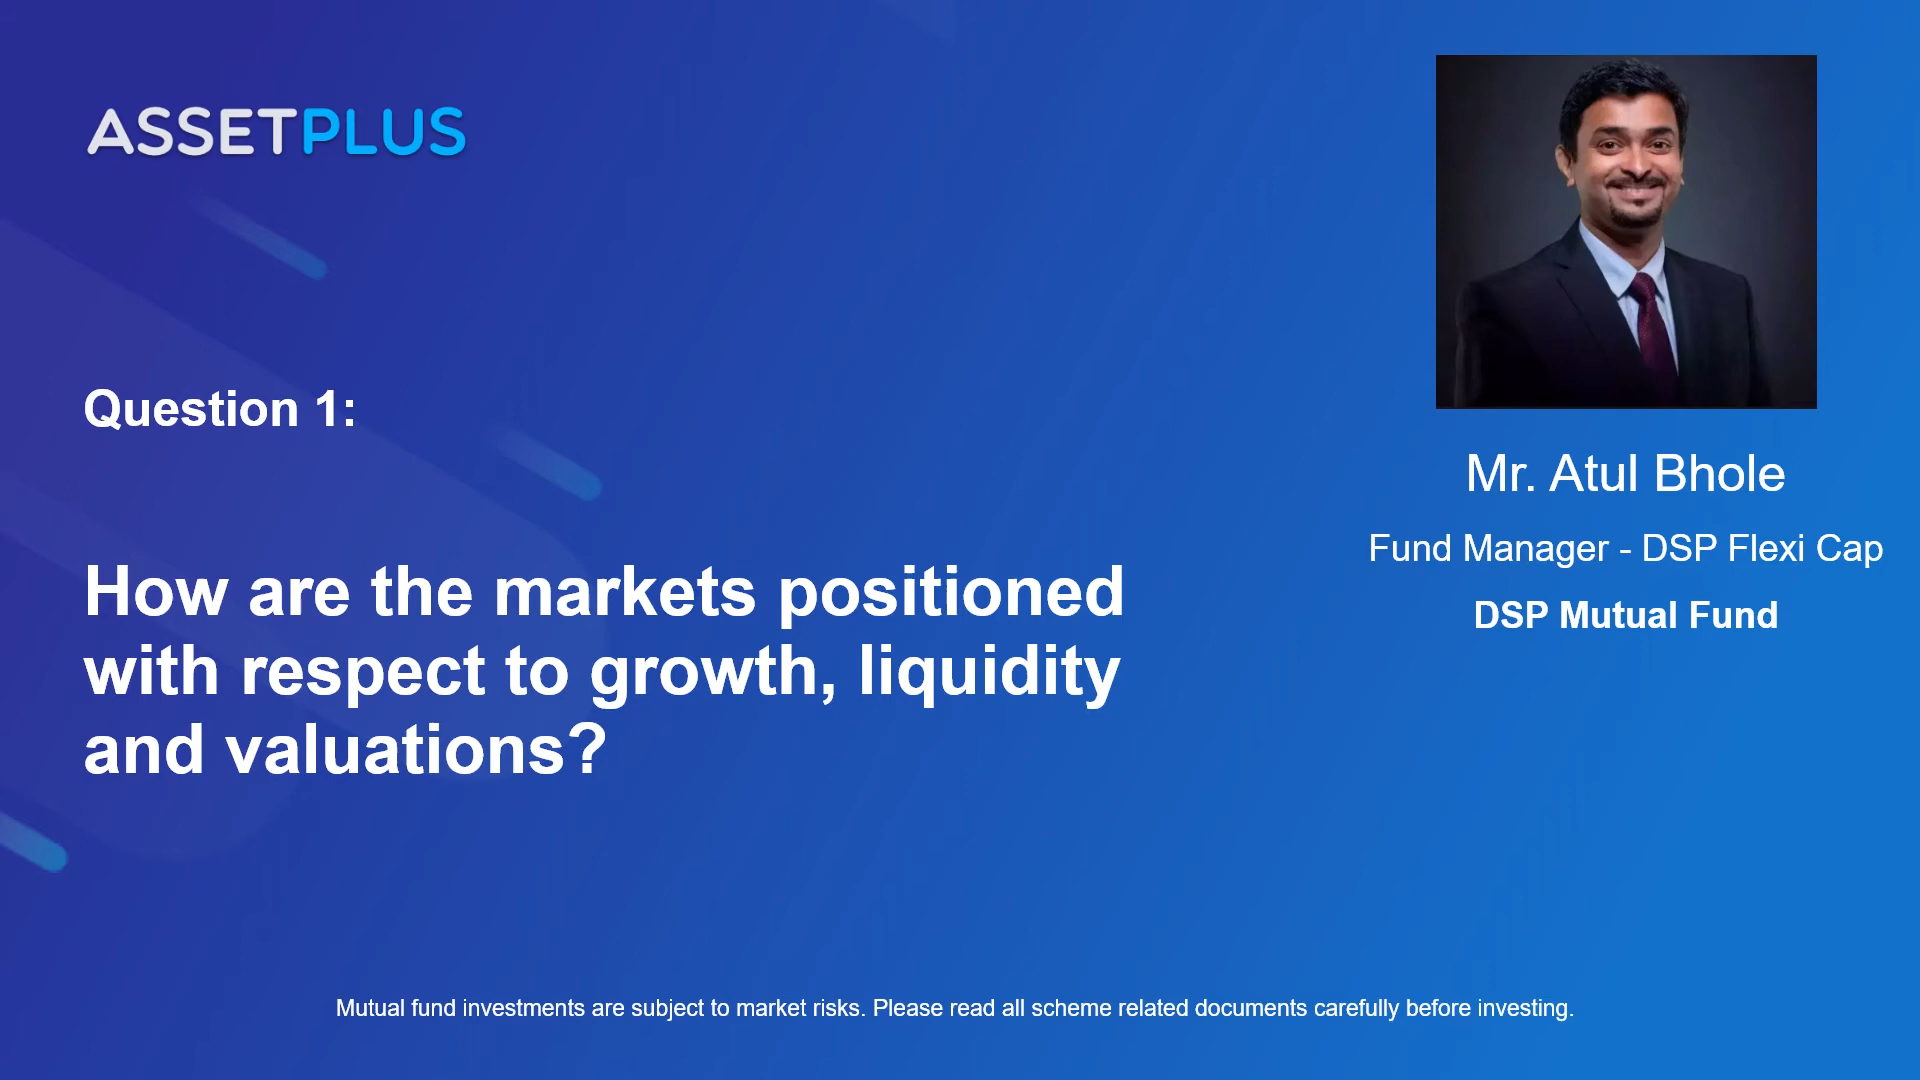 ASSETPLUS
Question 1:
How are the markets positioned
with respect to growth, liquidity
and valuations?
Mr. Atul Bhole
Fund Manager - DSP Flexi Cap
DSP Mutual Fund
Mutual fund investments are subject to market risks. Please read all scheme related documents carefully before investing.